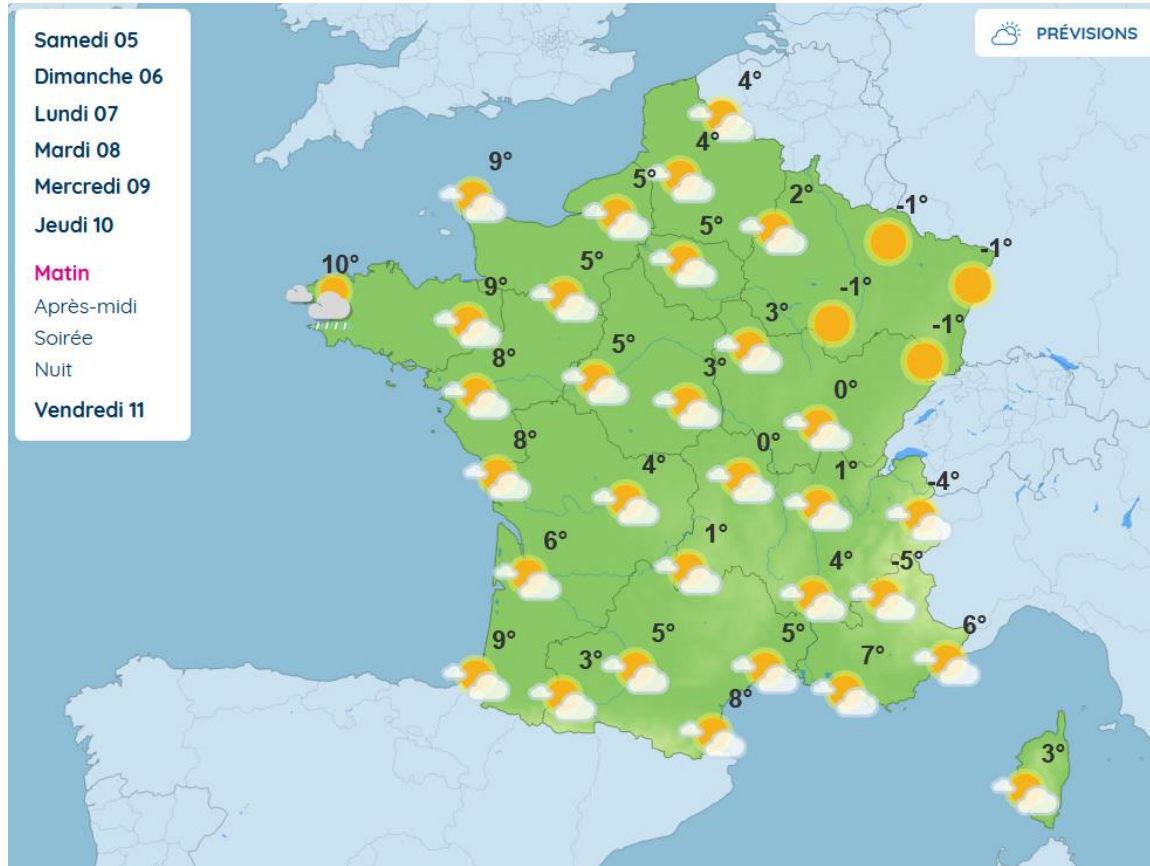 Samedi 05
Dimanche 06
Lundi 07
Mardi 08
Mercredi 09
Jeudi 10
Matin
Après-midi
Soirée
Nuit
Vendredi 11
PRÉVISIONS
4°
4°
9°
5°
2°
-1°
5°
-1°
10°
5°
9°
-1°
3°
-1°
8°
5°
3°
0°
8°
4°
0°
1°
-4°
6°
1°
4°
-5°
9°
3°
5°
5°
7°
6°
8°
3°